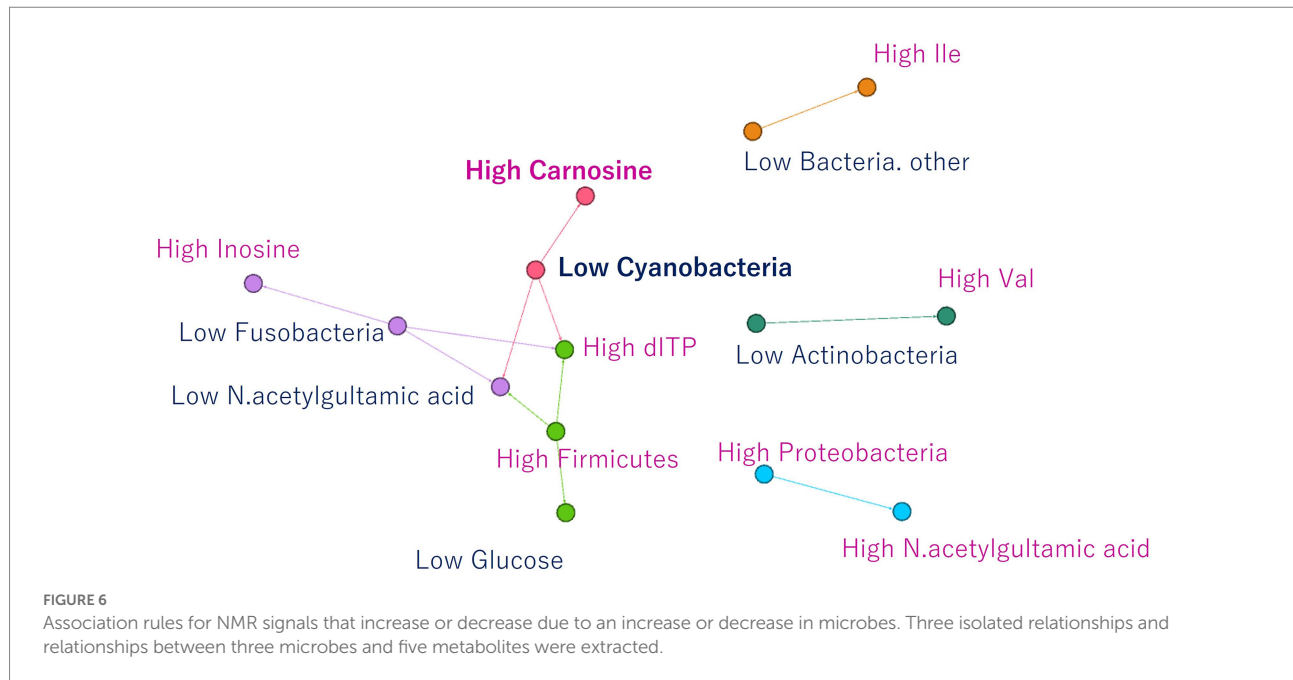 High Ile
Low Bacteria. other
High Carnosine
High Inosine
Low Cyanobacteria
High Val
Low Fusobacteria
High dITP
Low Actinobacteria
Low N.acetylgultamic acid
High Firmicutes
High Proteobacteria
Low Glucose
High N.acetylgultamic acid
FIGURE 6
Association rules for NMR signals that increase or decrease due to an increase or decrease in microbes. Three isolated relationships and
relationships between three microbes and five metabolites were extracted.